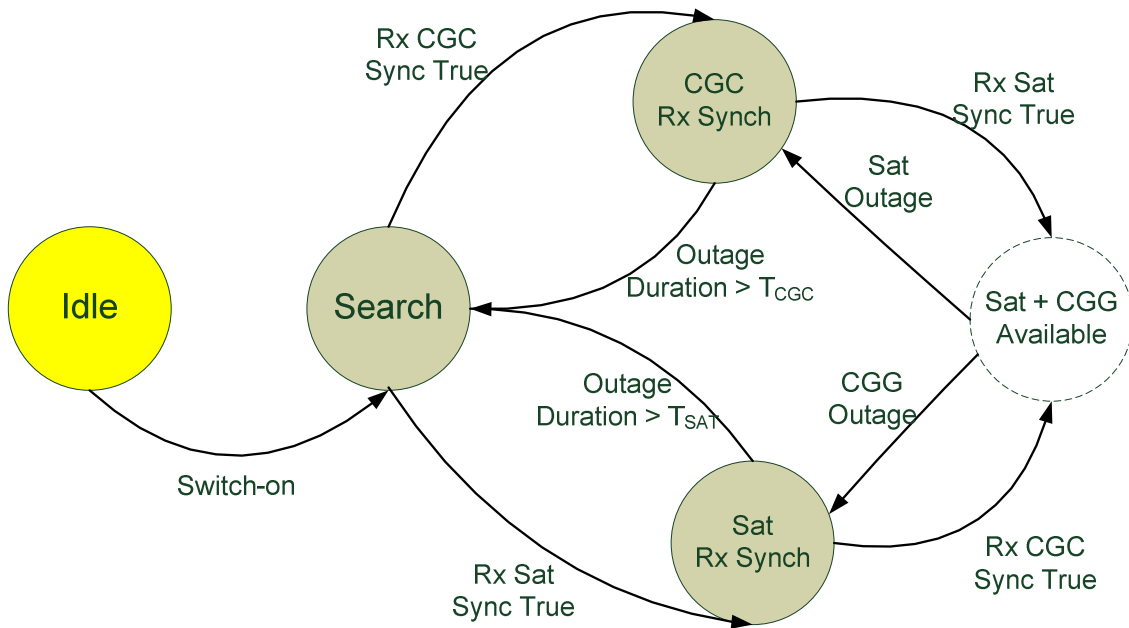 Rx CGC
Sync True
CGC
Rx Synch
Rx Sat
Sync True
Sat
Outage
Outage
Duration > TCGC
Idle
Search
Sat + CGG
Available
Outage
Duration > TSAT
CGG
Outage
Switch-on
Sat
Rx Synch
Rx Sat
Sync True
Rx CGC
Sync True